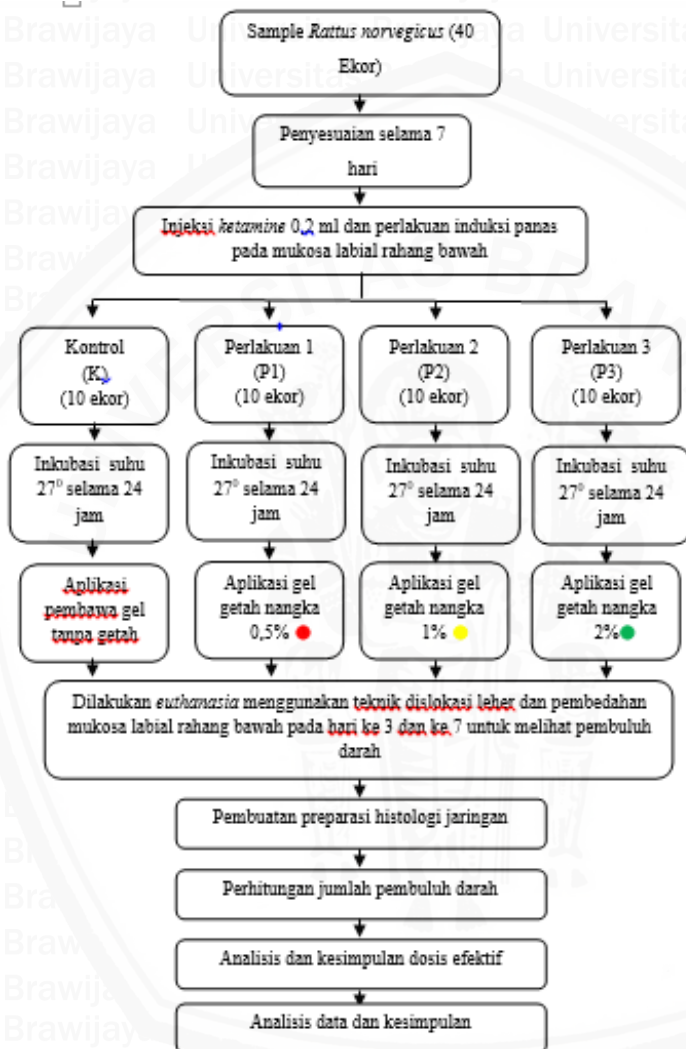 Sample Rattus norvegicus (40
Ekor)
Penyesuaian selama 7
hari
Injeksi ketamine 0,2 ml dan perlakuan induksi panas
pada mukosa labial rahang bawah
Kontrol
(K)
(10 ekor)
Perlakuan 1
(P1)
(10 ekor)
Perlakuan 2
(P2)
(10 ekor)
Perlakuan 3
(P3)
(10 ekor)
Inkubasi suhu
27⁰ selama 24
jam
Inkubasi suhu
27⁰ selama 24
jam
Inkubasi suhu
27⁰ selama 24
jam
Inkubasi suhu
27⁰ selama 24
jam
Aplikasi
pembawa gel
tanpa getah
Aplikasi gel
getah nangka
0,5%
Aplikasi gel
getah nangka
1%
Aplikasi gel
getah nangka
2%
Dilakukan euthanasia menggunakan teknik dislokasi leher dan pembedahan
mukosa labial rahang bawah pada hari ke 3 dan ke 7 untuk melihat pembuluh
darah
Pembuatan preparasi histologi jaringan
Perhitungan jumlah pembuluh darah
Analisis dan kesimpulan dosis efektif
Analisis data dan kesimpulan